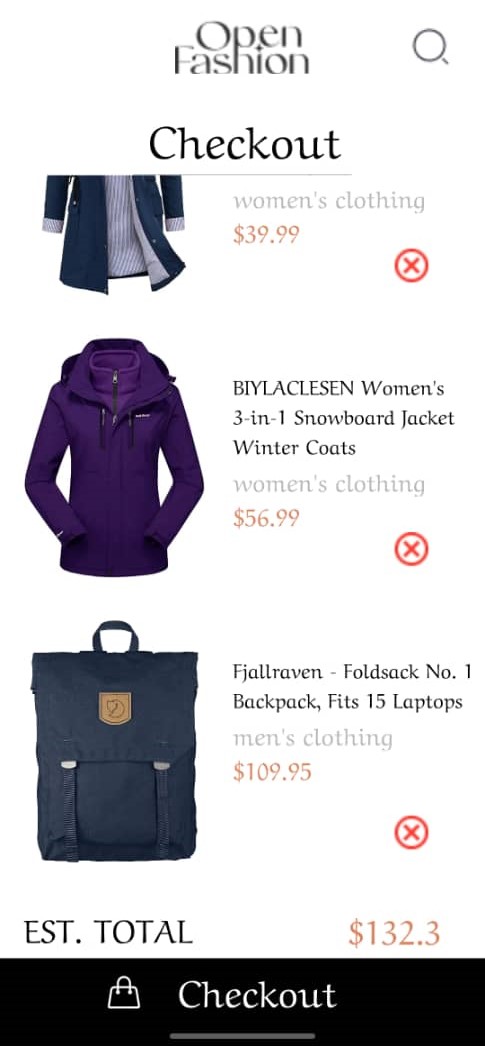 Open
Fashion
Checkout
women's clothing
$39.99
BIYLACLESEN Women's
3-in-1 Snowboard Jacket
Winter Coats
women's clothing
$56.99
Fjallraven - Foldsack No. 1
Backpack, Fits 15 Laptops
men's clothing
$109.95
EST. TOTAL
$132.3
Checkout